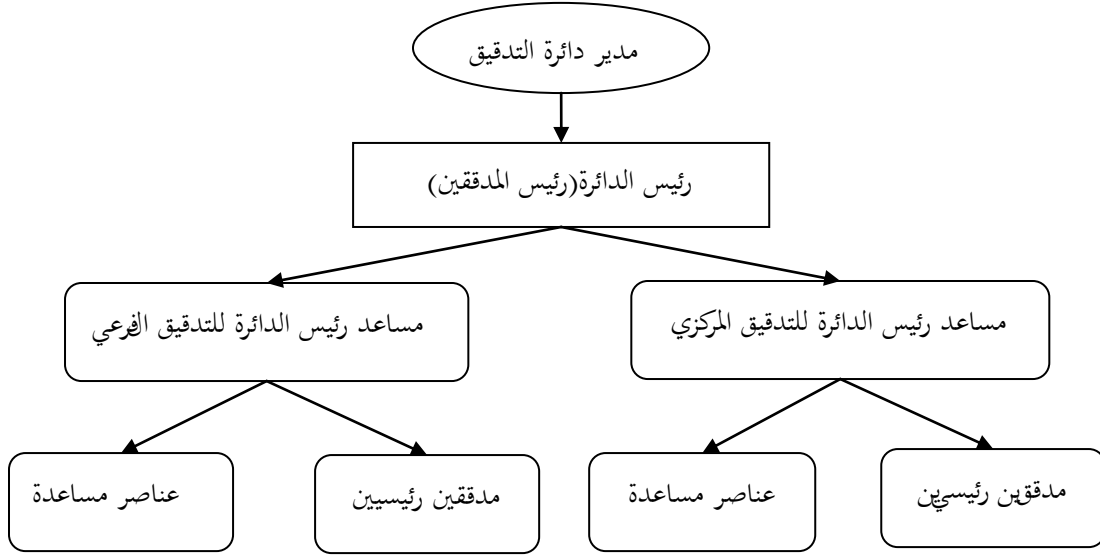 مدير دائرة التدقيق
رئيس الدائرة(رئيس المدققين)
مساعد رئيس الدائرة للتدقيق المركزي
مساعد رئيس الدائرة للتدقيق الفرعي
مدققين رئيسيين
عناصر مساعدة
مدققين رئيسيين
عناصر مساعدة